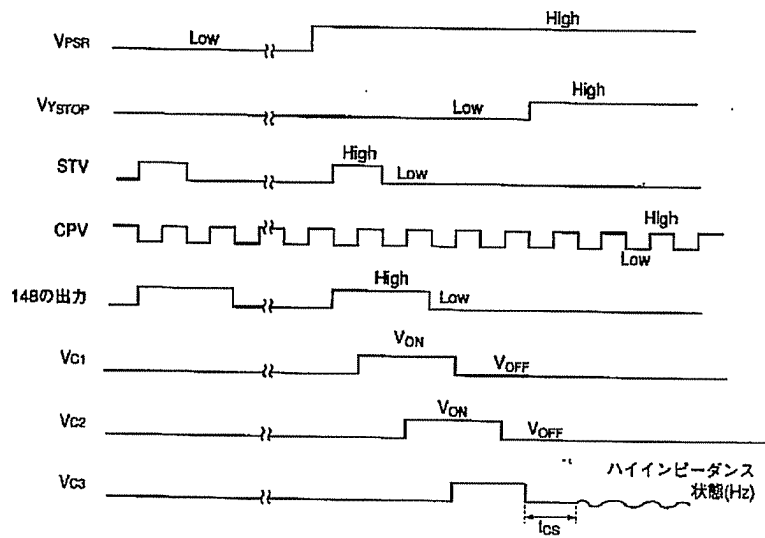 VPSR Low High
VYSTOP Low High
STV High Low
CPV High Low
148の出力 High Low
VC1 VON VOFF
VC2 VON VOFF
VC3 ハイインピーダンス
状態(Hz)
tCS